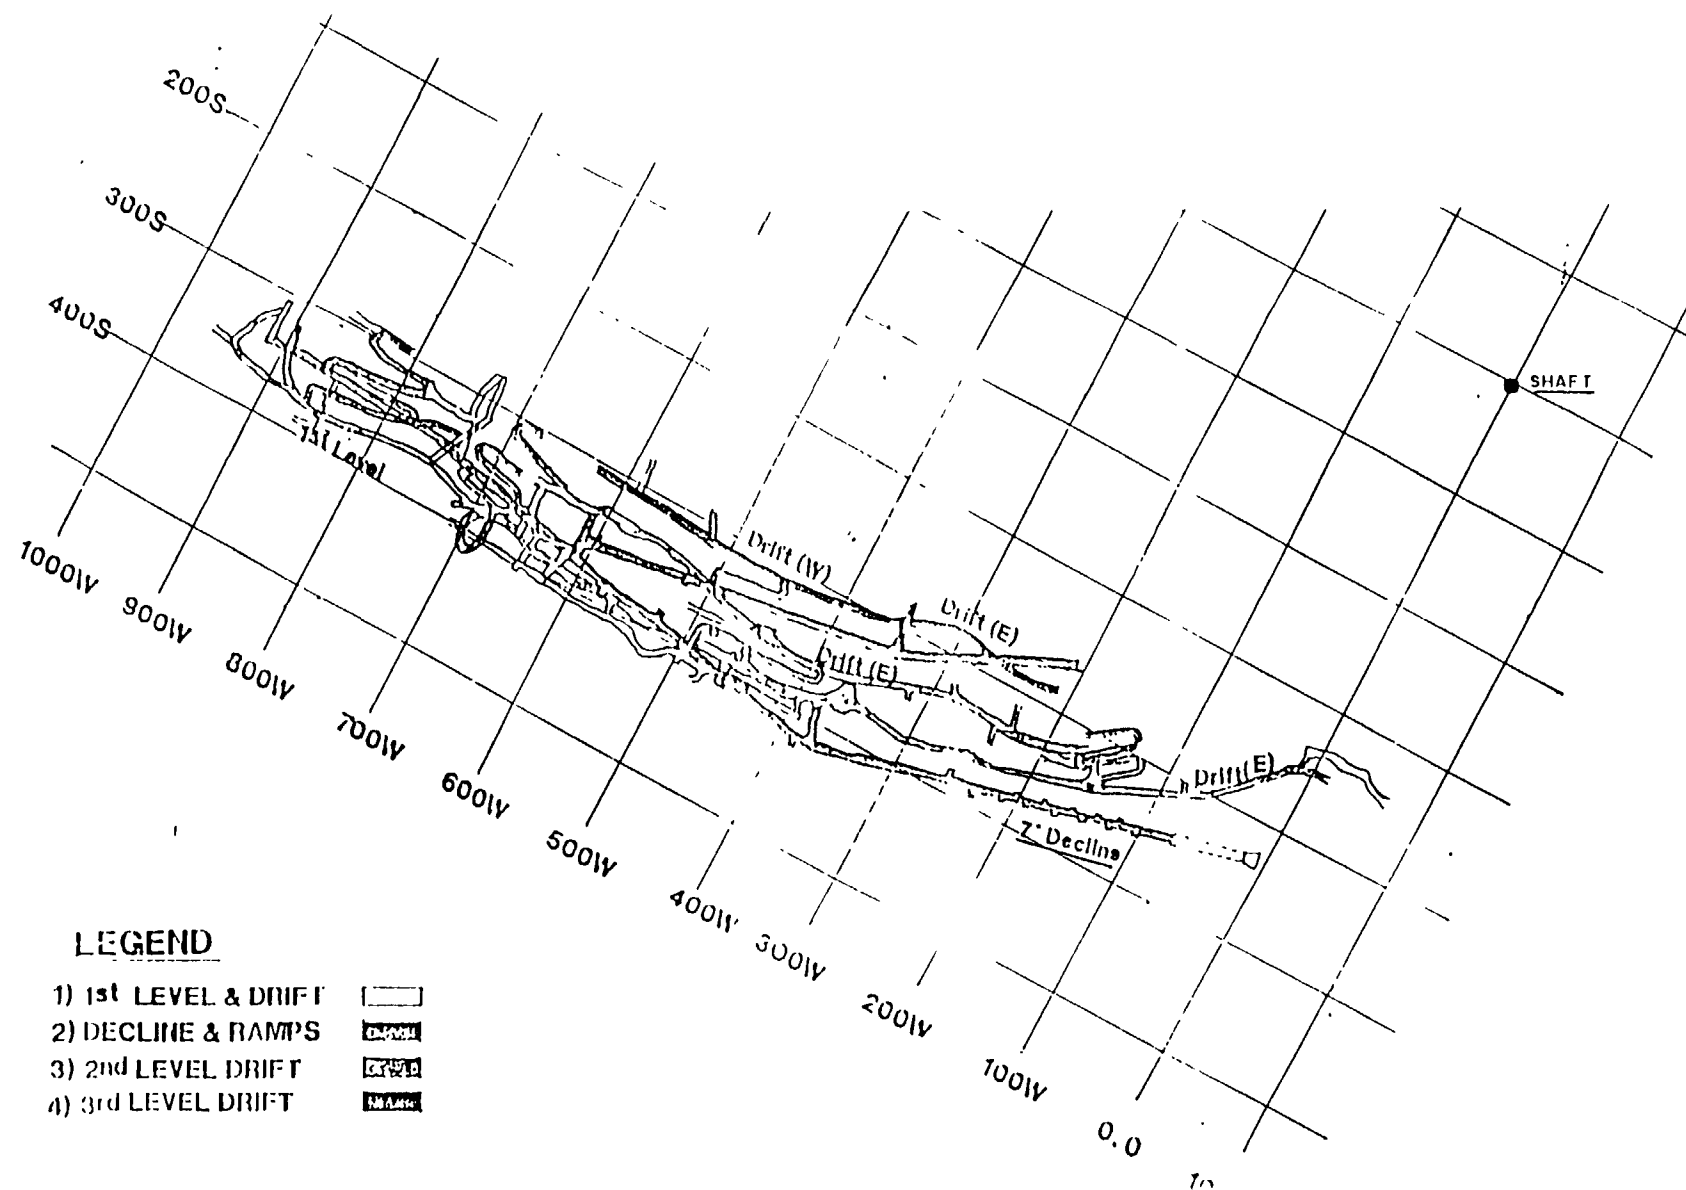 200S
300S
400S
SHAFT
1st Level
Drift (W)
Drift (E)
Drift (E)
Drift (E)
7° Decline
1000W
900W
800W
700W
600W
500W
400W
300W
200W
100W
0.0
LEGEND
1) 1st LEVEL & DRIFT
2) DECLINE & RAMPS
3) 2nd LEVEL DRIFT
4) 3rd LEVEL DRIFT